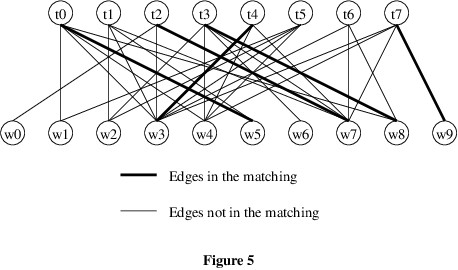 t0 t1 t2 t3 t4 t5 t6 t7
w0 w1 w2 w3 w4 w5 w6 w7 w8 w9
Edges in the matching
Edges not in the matching
Figure 5